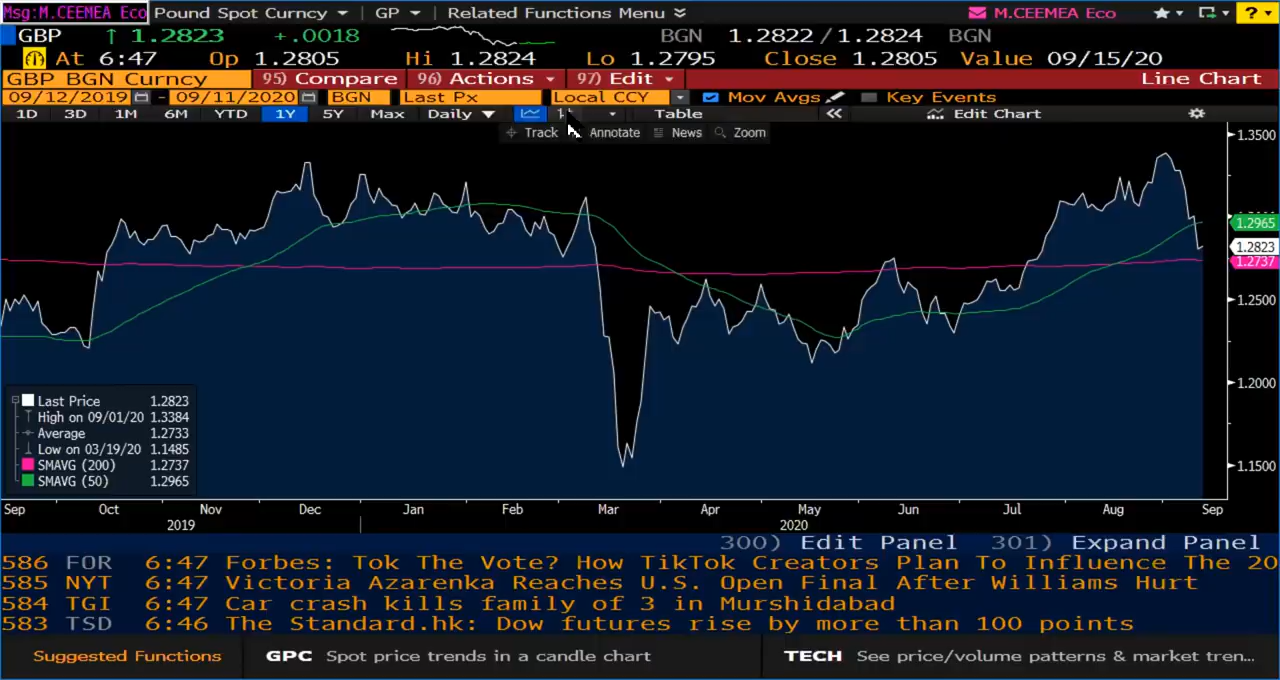 Msg:M.CEEMEA Eco Pound Spot Curncy GP Related Functions Menu M.CEEMEA Eco ?
GBP ↑ 1.2823 +.0018 BGN 1.2822 / 1.2824 BGN
At 6:47 Op 1.2805 Hi 1.2824 Lo 1.2795 Close 1.2805 Value 09/15/20
GBP BGN Curncy 95) Compare 96) Actions 97) Edit Line Chart
09/12/2019 - 09/11/2020 BGN Last Px Local CCY Mov Avgs Key Events
1D 3D 1M 6M YTD 1Y 5Y Max Daily Table « Edit Chart
Track Annotate News Zoom
1.3500
1.2965
1.2823
1.2737
1.2500
1.2000
1.1500
Last Price 1.2823
High on 09/01/20 1.3384
Average 1.2733
Low on 03/19/20 1.1485
SMAVG (200) 1.2737
SMAVG (50) 1.2965
Sep Oct Nov Dec Jan Feb Mar Apr May Jun Jul Aug Sep
2019 2020
300) Edit Panel 301) Expand Panel
586 FOR 6:47 Forbes: Tok The Vote? How TikTok Creators Plan To Influence The 20
585 NYT 6:47 Victoria Azarenka Reaches U.S. Open Final After Williams Hurt
584 TGI 6:47 Car crash kills family of 3 in Murshidabad
583 TSD 6:46 The Standard.hk: Dow futures rise by more than 100 points
Suggested Functions GPC Spot price trends in a candle chart TECH See price/volume patterns & market tren...